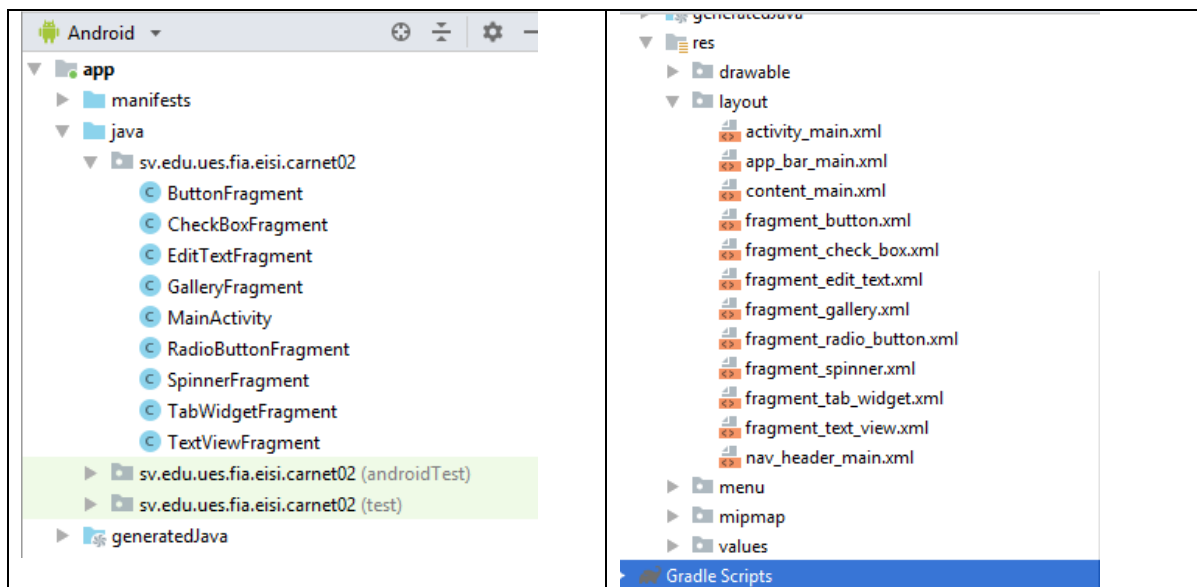 Android
app
manifests
java
sv.edu.ues.fia.eisi.carnet02
ButtonFragment
CheckBoxFragment
EditTextFragment
GalleryFragment
MainActivity
RadioButtonFragment
SpinnerFragment
TabWidgetFragment
TextViewFragment
sv.edu.ues.fia.eisi.carnet02 (androidTest)
sv.edu.ues.fia.eisi.carnet02 (test)
generatedJava
generatedJava
res
drawable
layout
activity_main.xml
app_bar_main.xml
content_main.xml
fragment_button.xml
fragment_check_box.xml
fragment_edit_text.xml
fragment_gallery.xml
fragment_radio_button.xml
fragment_spinner.xml
fragment_tab_widget.xml
fragment_text_view.xml
nav_header_main.xml
menu
mipmap
values
Gradle Scripts